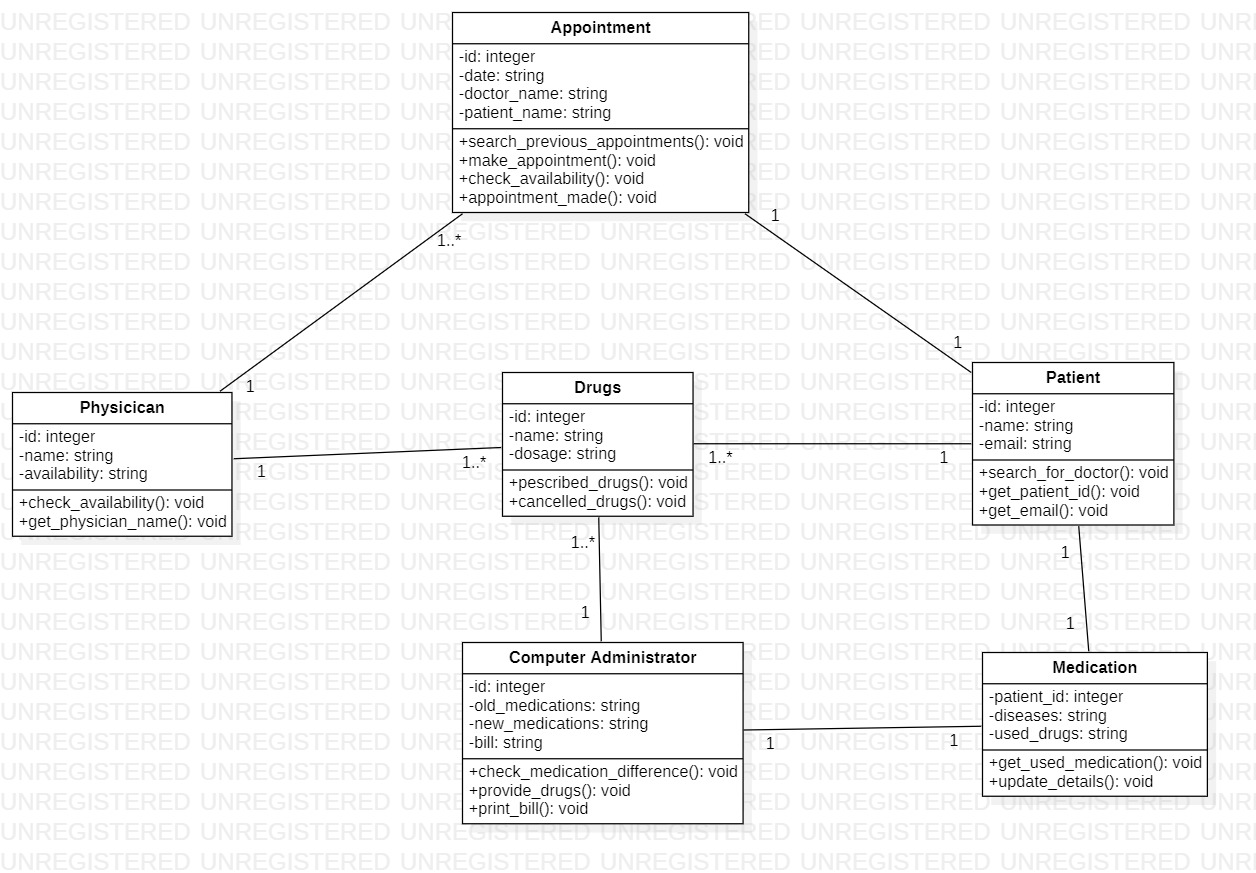 Appointment
-id: integer
-date: string
-doctor_name: string
-patient_name: string
+search_previous_appointments(): void
+make_appointment(): void
+check_availability(): void
+appointment_made(): void
1
1..*
1
1
Physicican
-id: integer
-name: string
-availability: string
+check_availability(): void
+get_physician_name(): void
1
1..*
Drugs
-id: integer
-name: string
-dosage: string
+pescribed_drugs(): void
+cancelled_drugs(): void
1..*
1
Patient
-id: integer
-name: string
-email: string
+search_for_doctor(): void
+get_patient_id(): void
+get_email(): void
1..*
1
1
1
Computer Administrator
-id: integer
-old_medications: string
-new_medications: string
-bill: string
+check_medication_difference(): void
+provide_drugs(): void
+print_bill(): void
1
1
Medication
-patient_id: integer
-diseases: string
-used_drugs: string
+get_used_medication(): void
+update_details(): void
UNREGISTERED